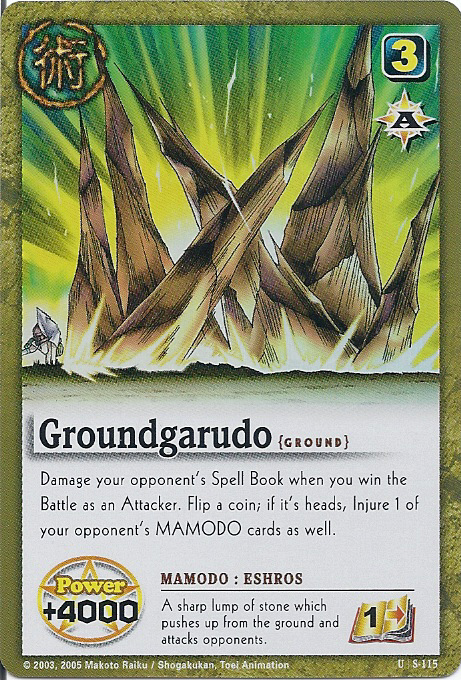 術
3
A
Groundgarudo {GROUND}
Damage your opponent's Spell Book when you win the
Battle as an Attacker. Flip a coin; if it's heads, Injure 1 of
your opponent's MAMODO cards as well.
Power
+4000
MAMODO : ESHROS
A sharp lump of stone which
pushes up from the ground and
attacks opponents.
1
© 2003, 2005 Makoto Raiku / Shogakukan, Toei Animation
U S-115